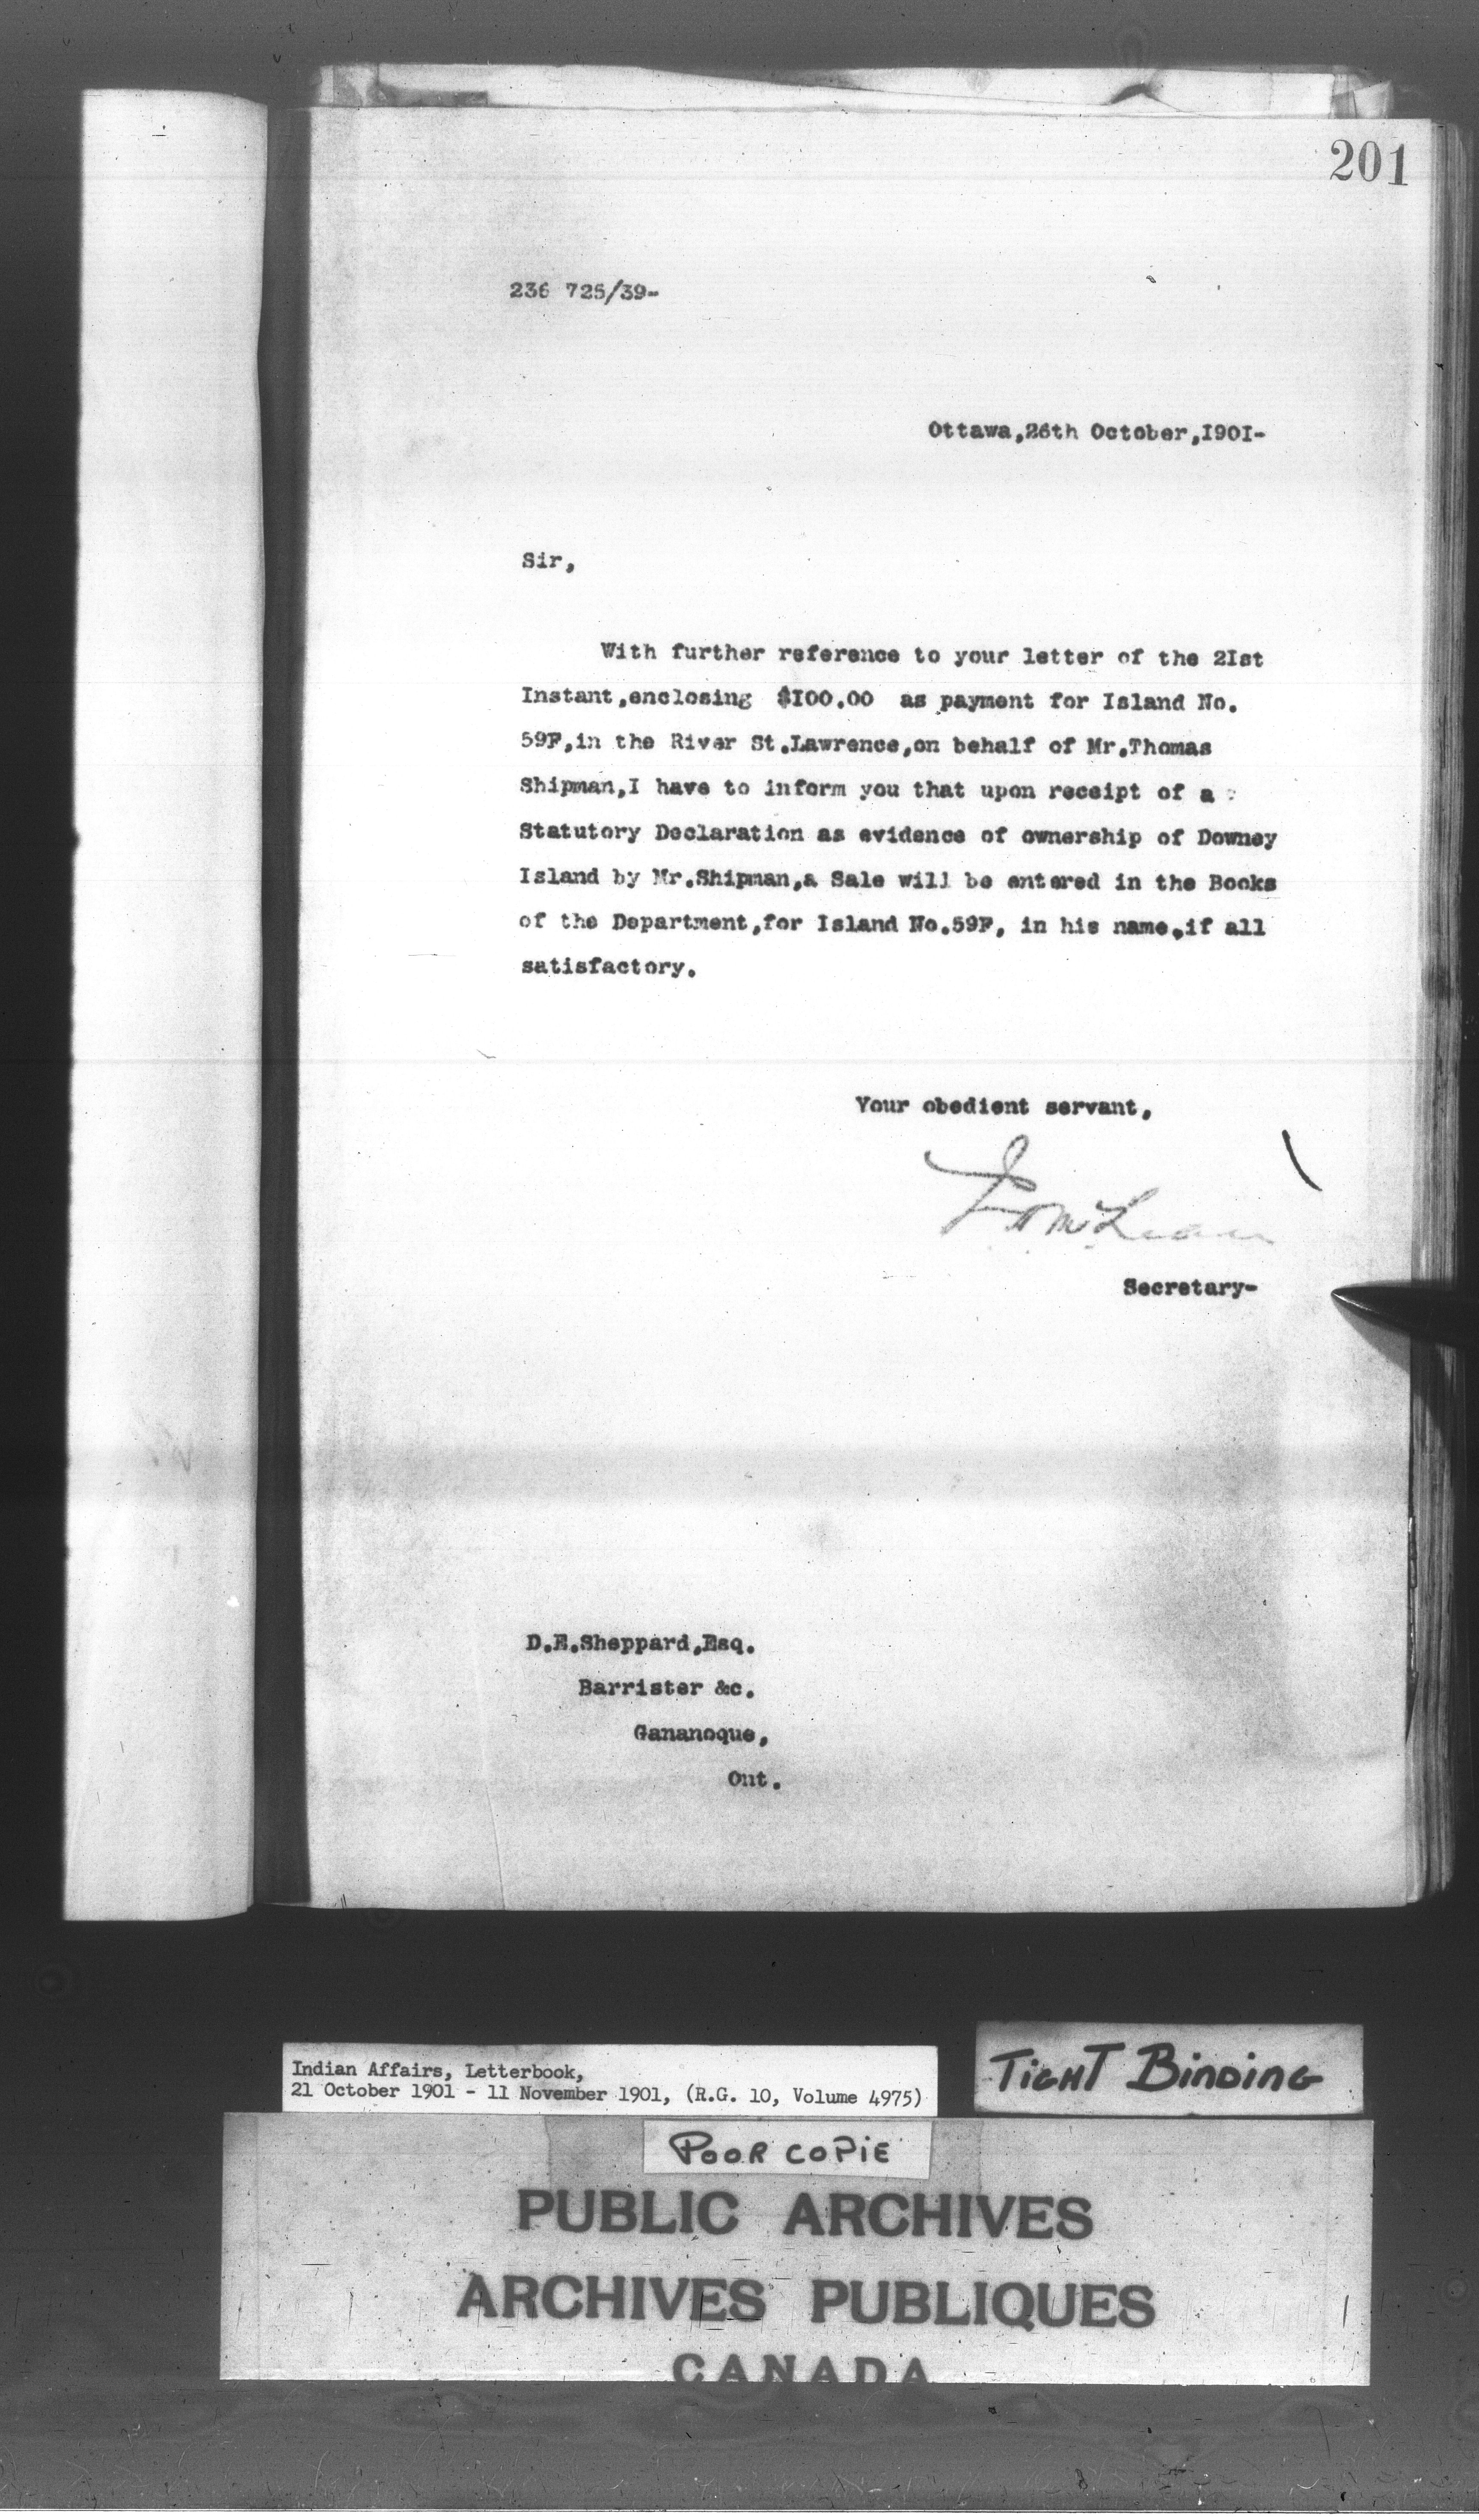 201
236 725/39-
Ottawa,26th October,I90I-
Sir,
With further reference to your letter of the 2Ist
Instant,enclosing $I00.00 as payment for Island No.
59F,in the River St.Lawrence,on behalf of Mr.Thomas
Shipman,I have to inform you that upon receipt of a
Statutory Declaration as evidence of ownership of Downey
Island by Mr.Shipman,a Sale will be entered in the Books
of the Department,for Island No.59F, in his name,if all
satisfactory.
Your obedient servant,
McLean
Secretary-
D.E.Sheppard,Esq.
Barrister &c.
Gananoque,
Ont.
Indian Affairs, Letterbook,
21 October 1901 - 11 November 1901, (R.G. 10, Volume 4975)
TIGHT BINDING
POOR COPIE
PUBLIC ARCHIVES
ARCHIVES PUBLIQUES
CANADA